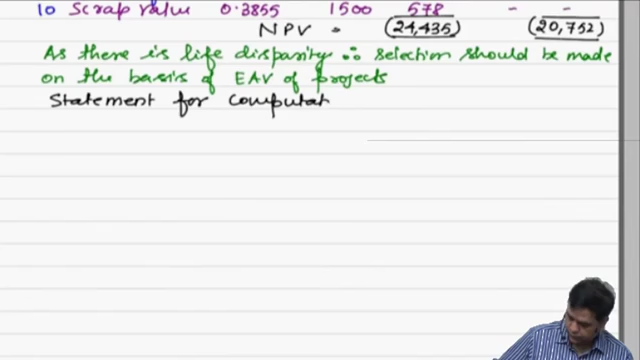 10 Scrap value 0.3855 1500 578 - -
NPV = (24,435) (20,752)
As there is life disparity ∴ selection should be made
on the basis of EAV of projects
Statement for Computat